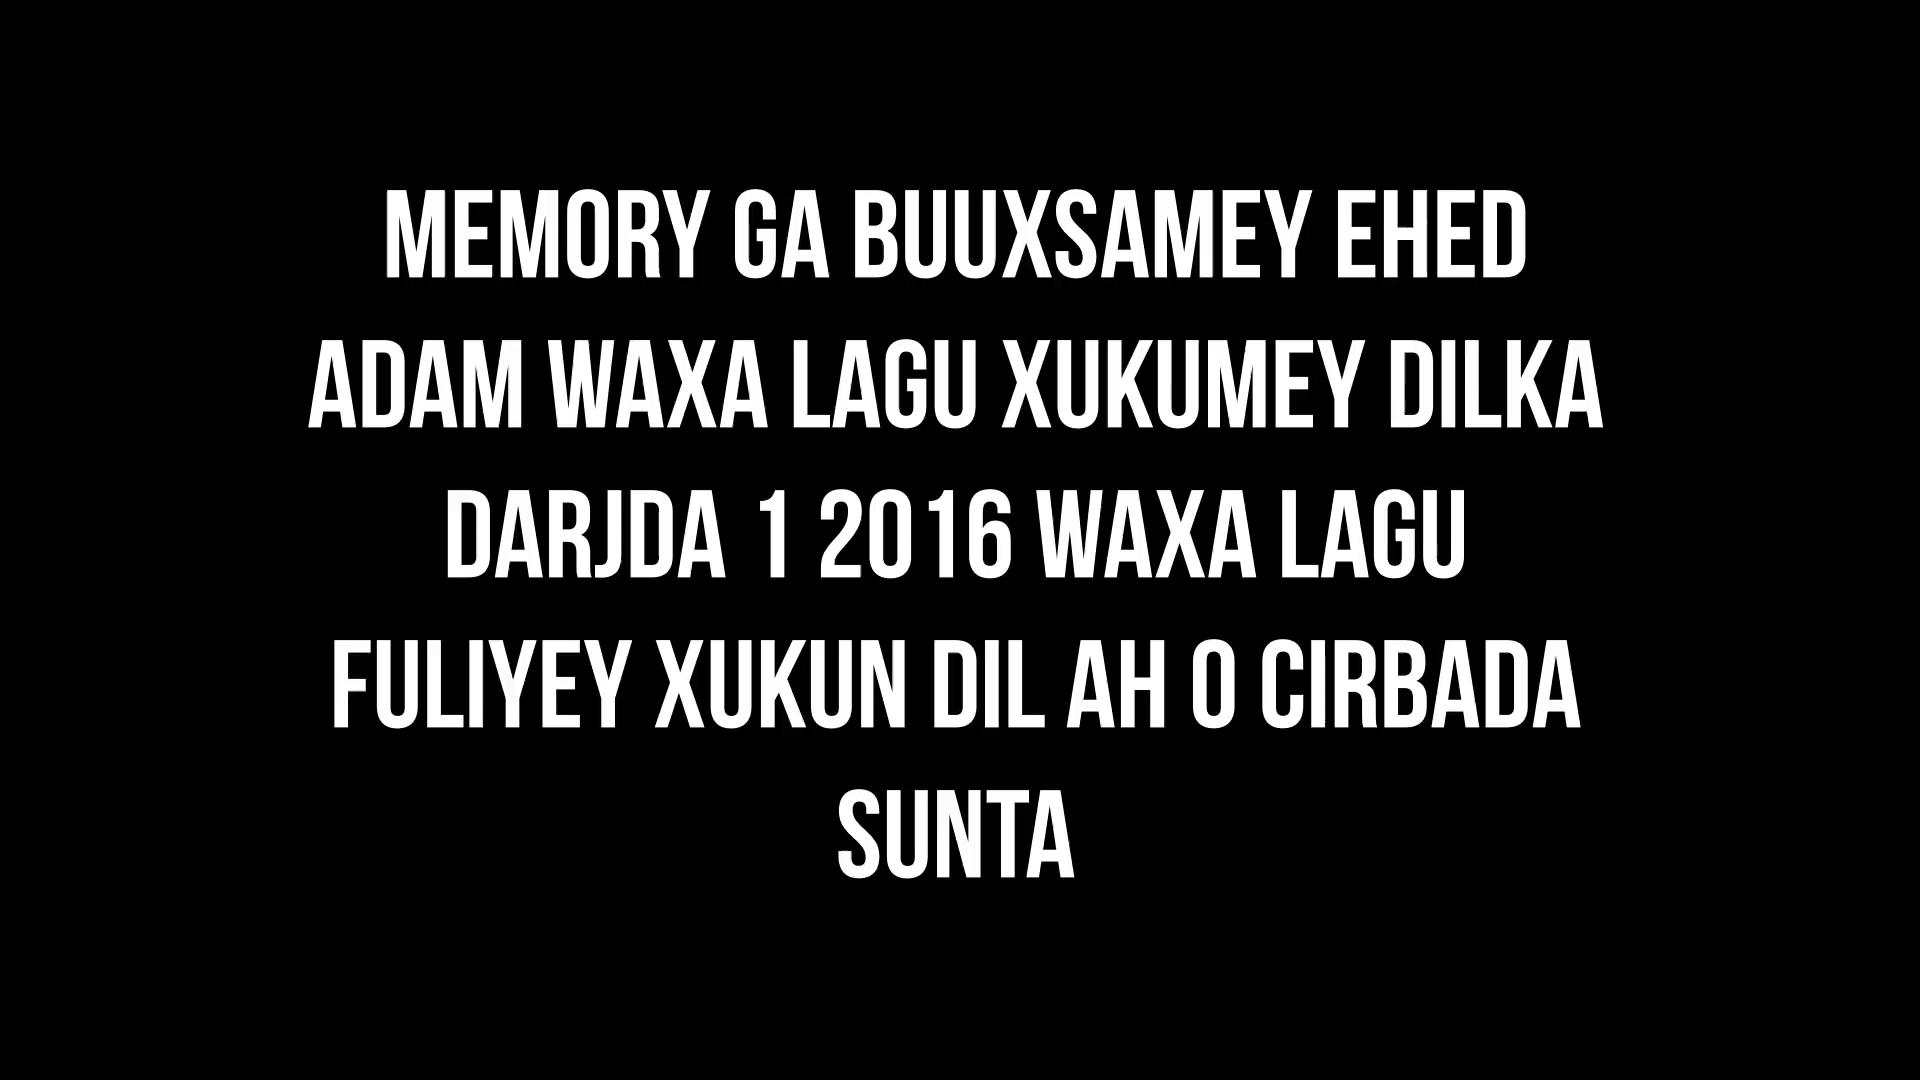 MEMORY GA BUUXSAMEY EHED
ADAM WAXA LAGU XUKUMEY DILKA
DARJDA 1 2016 WAXA LAGU
FULIYEY XUKUN DIL AH O CIRBADA
SUNTA